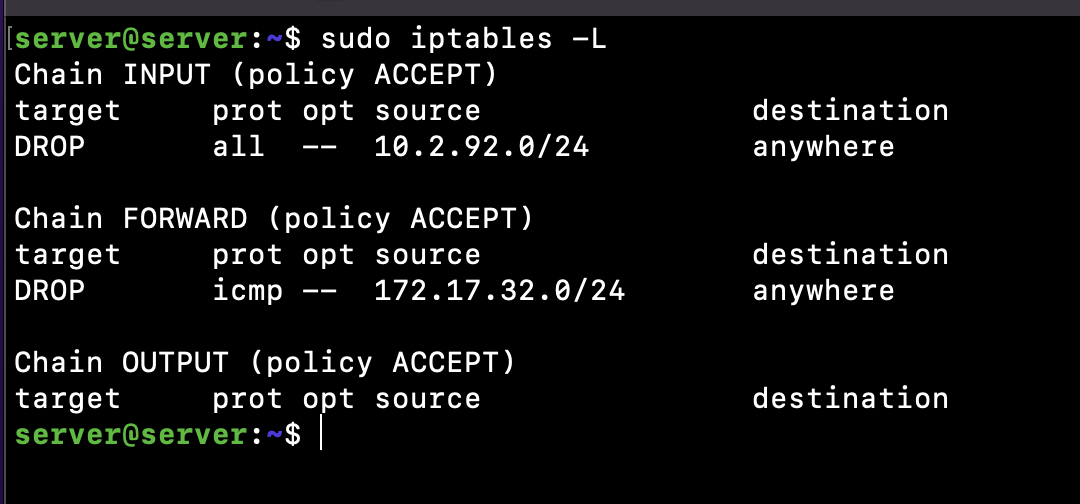 [server@server:~$ sudo iptables -L
Chain INPUT (policy ACCEPT)
target     prot opt source               destination
DROP       all  --  10.2.92.0/24         anywhere

Chain FORWARD (policy ACCEPT)
target     prot opt source               destination
DROP       icmp --  172.17.32.0/24       anywhere

Chain OUTPUT (policy ACCEPT)
target     prot opt source               destination
server@server:~$